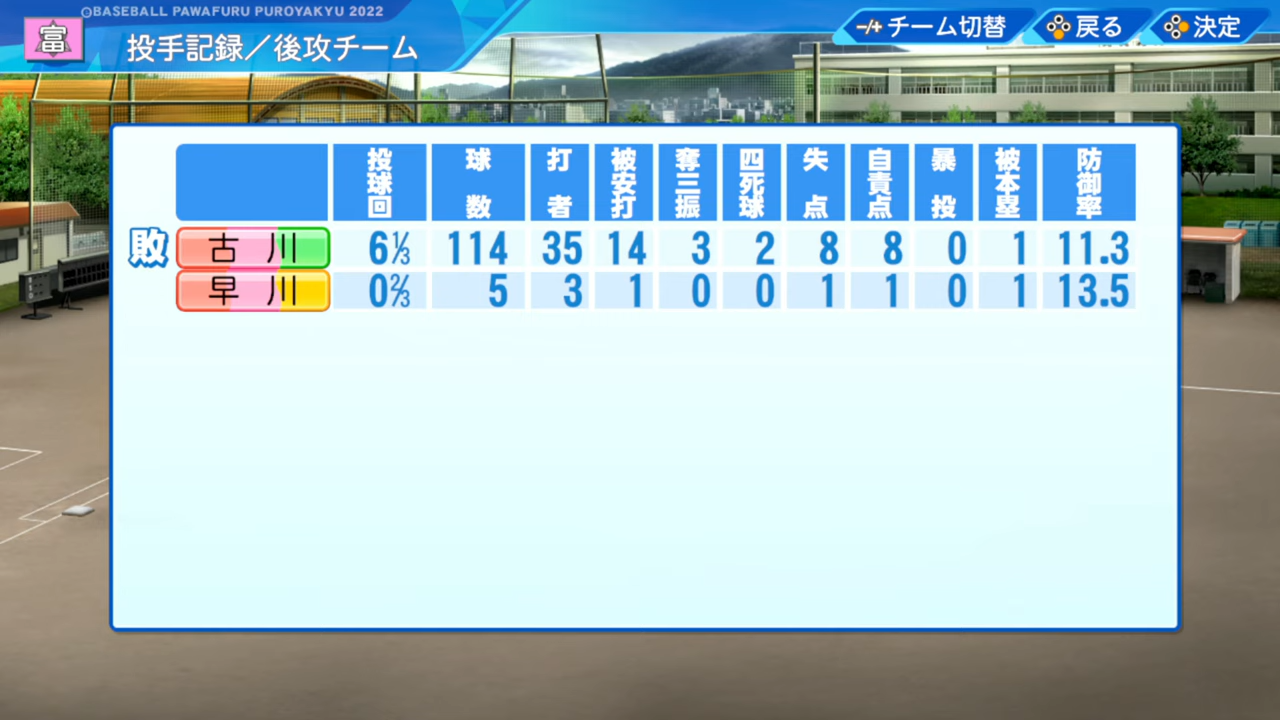 ©BASEBALL PAWAFURU PUROYAKYU 2022
富 投手記録／後攻チーム
-/+ チーム切替 戻る 決定
投球回 球数 打者 被安打 奪三振 四死球 失点 自責点 暴投 被本塁 防御率
敗 古川 6⅓ 114 35 14 3 2 8 8 0 1 11.3
早川 0⅔ 5 3 1 0 0 1 1 0 1 13.5